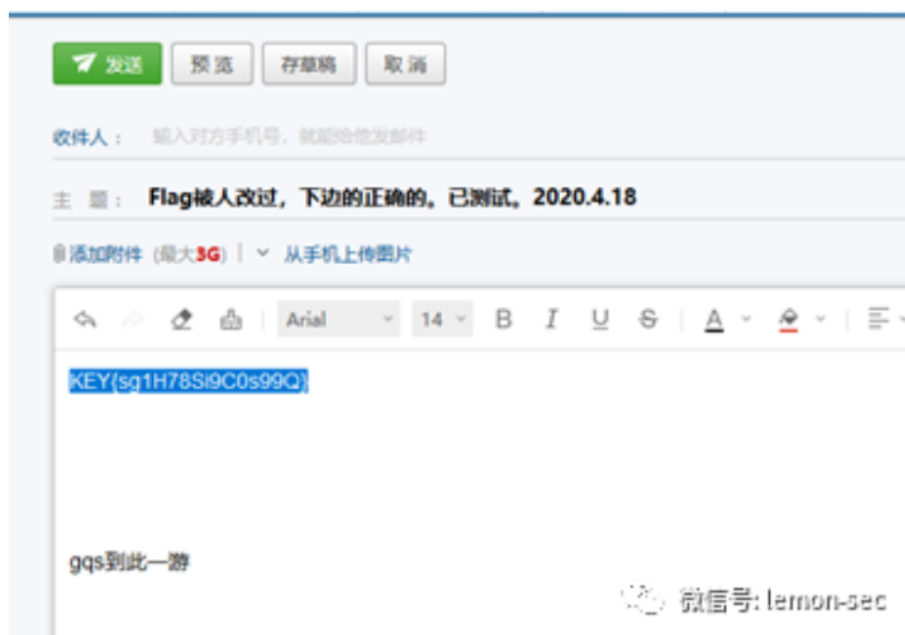 发送 预览 存草稿 取消
收件人： 输入对方手机号，就能给他发邮件
主 题： Flag被人改过，下边的正确的。已测试。2020.4.18
添加附件 (最大3G) | 从手机上传图片
Arial 14 B I U S A
KEY{sg1H78Si9C0s99Q}
gqs到此一游
微信号: lemon-sec